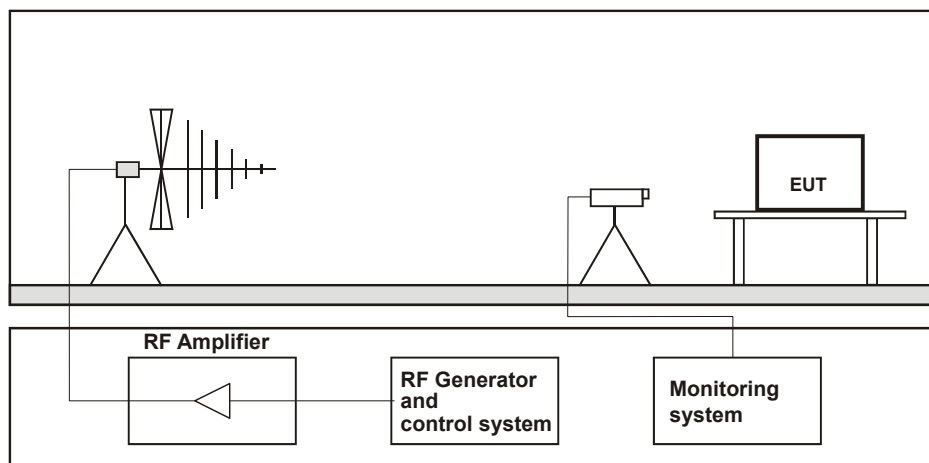 EUT
RF Amplifier
RF Generator
and
control system
Monitoring
system